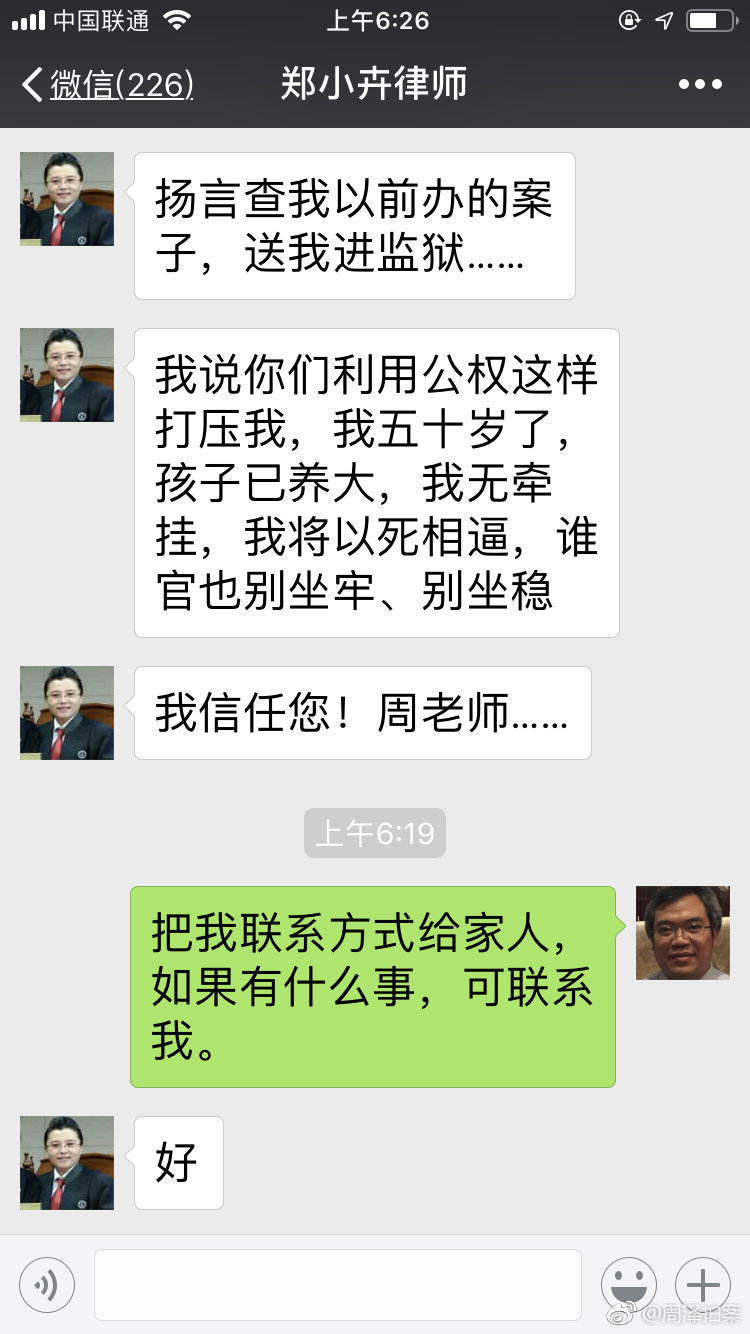 中国联通 上午6:26
微信(226) 郑小卉律师
扬言查我以前办的案
子，送我进监狱......
我说你们利用公权这样
打压我，我五十岁了，
孩子已养大，我无牵
挂，我将以死相逼，谁
官也别坐牢、别坐稳
我信任您！周老师......
上午6:19
把我联系方式给家人，
如果有什么事，可联系
我。
好
@周泽拍案